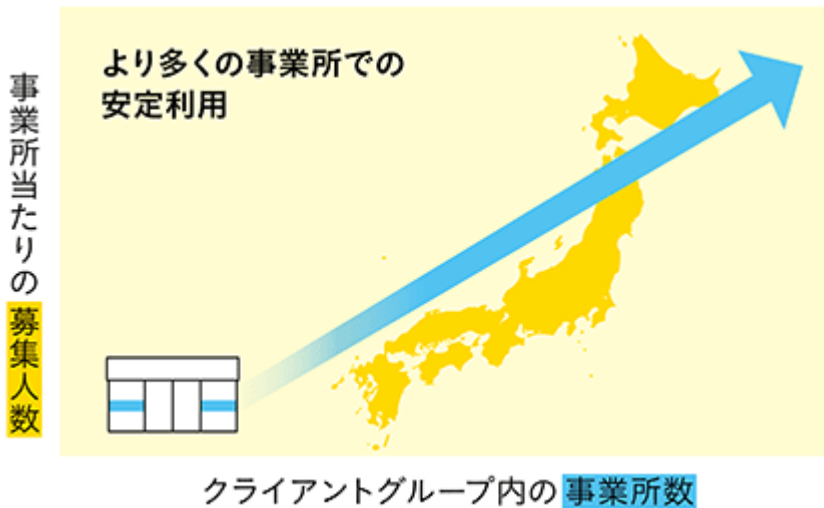 より多くの事業所での
安定利用
事業所当たりの募集人数
クライアントグループ内の事業所数